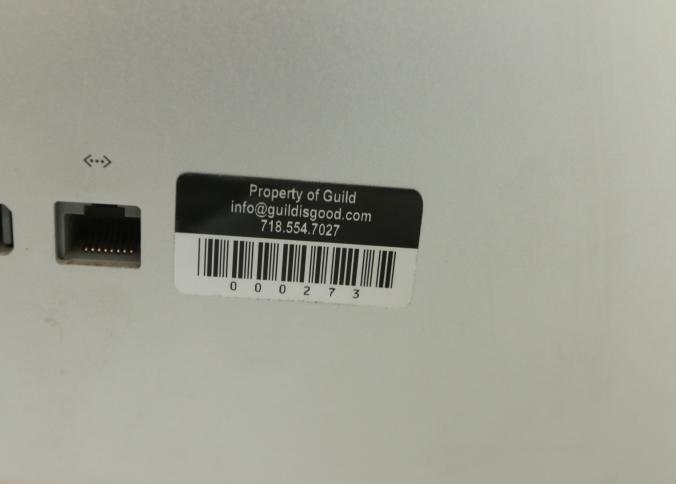 Property of Guild
info@guildisgood.com
718.554.7027
000273